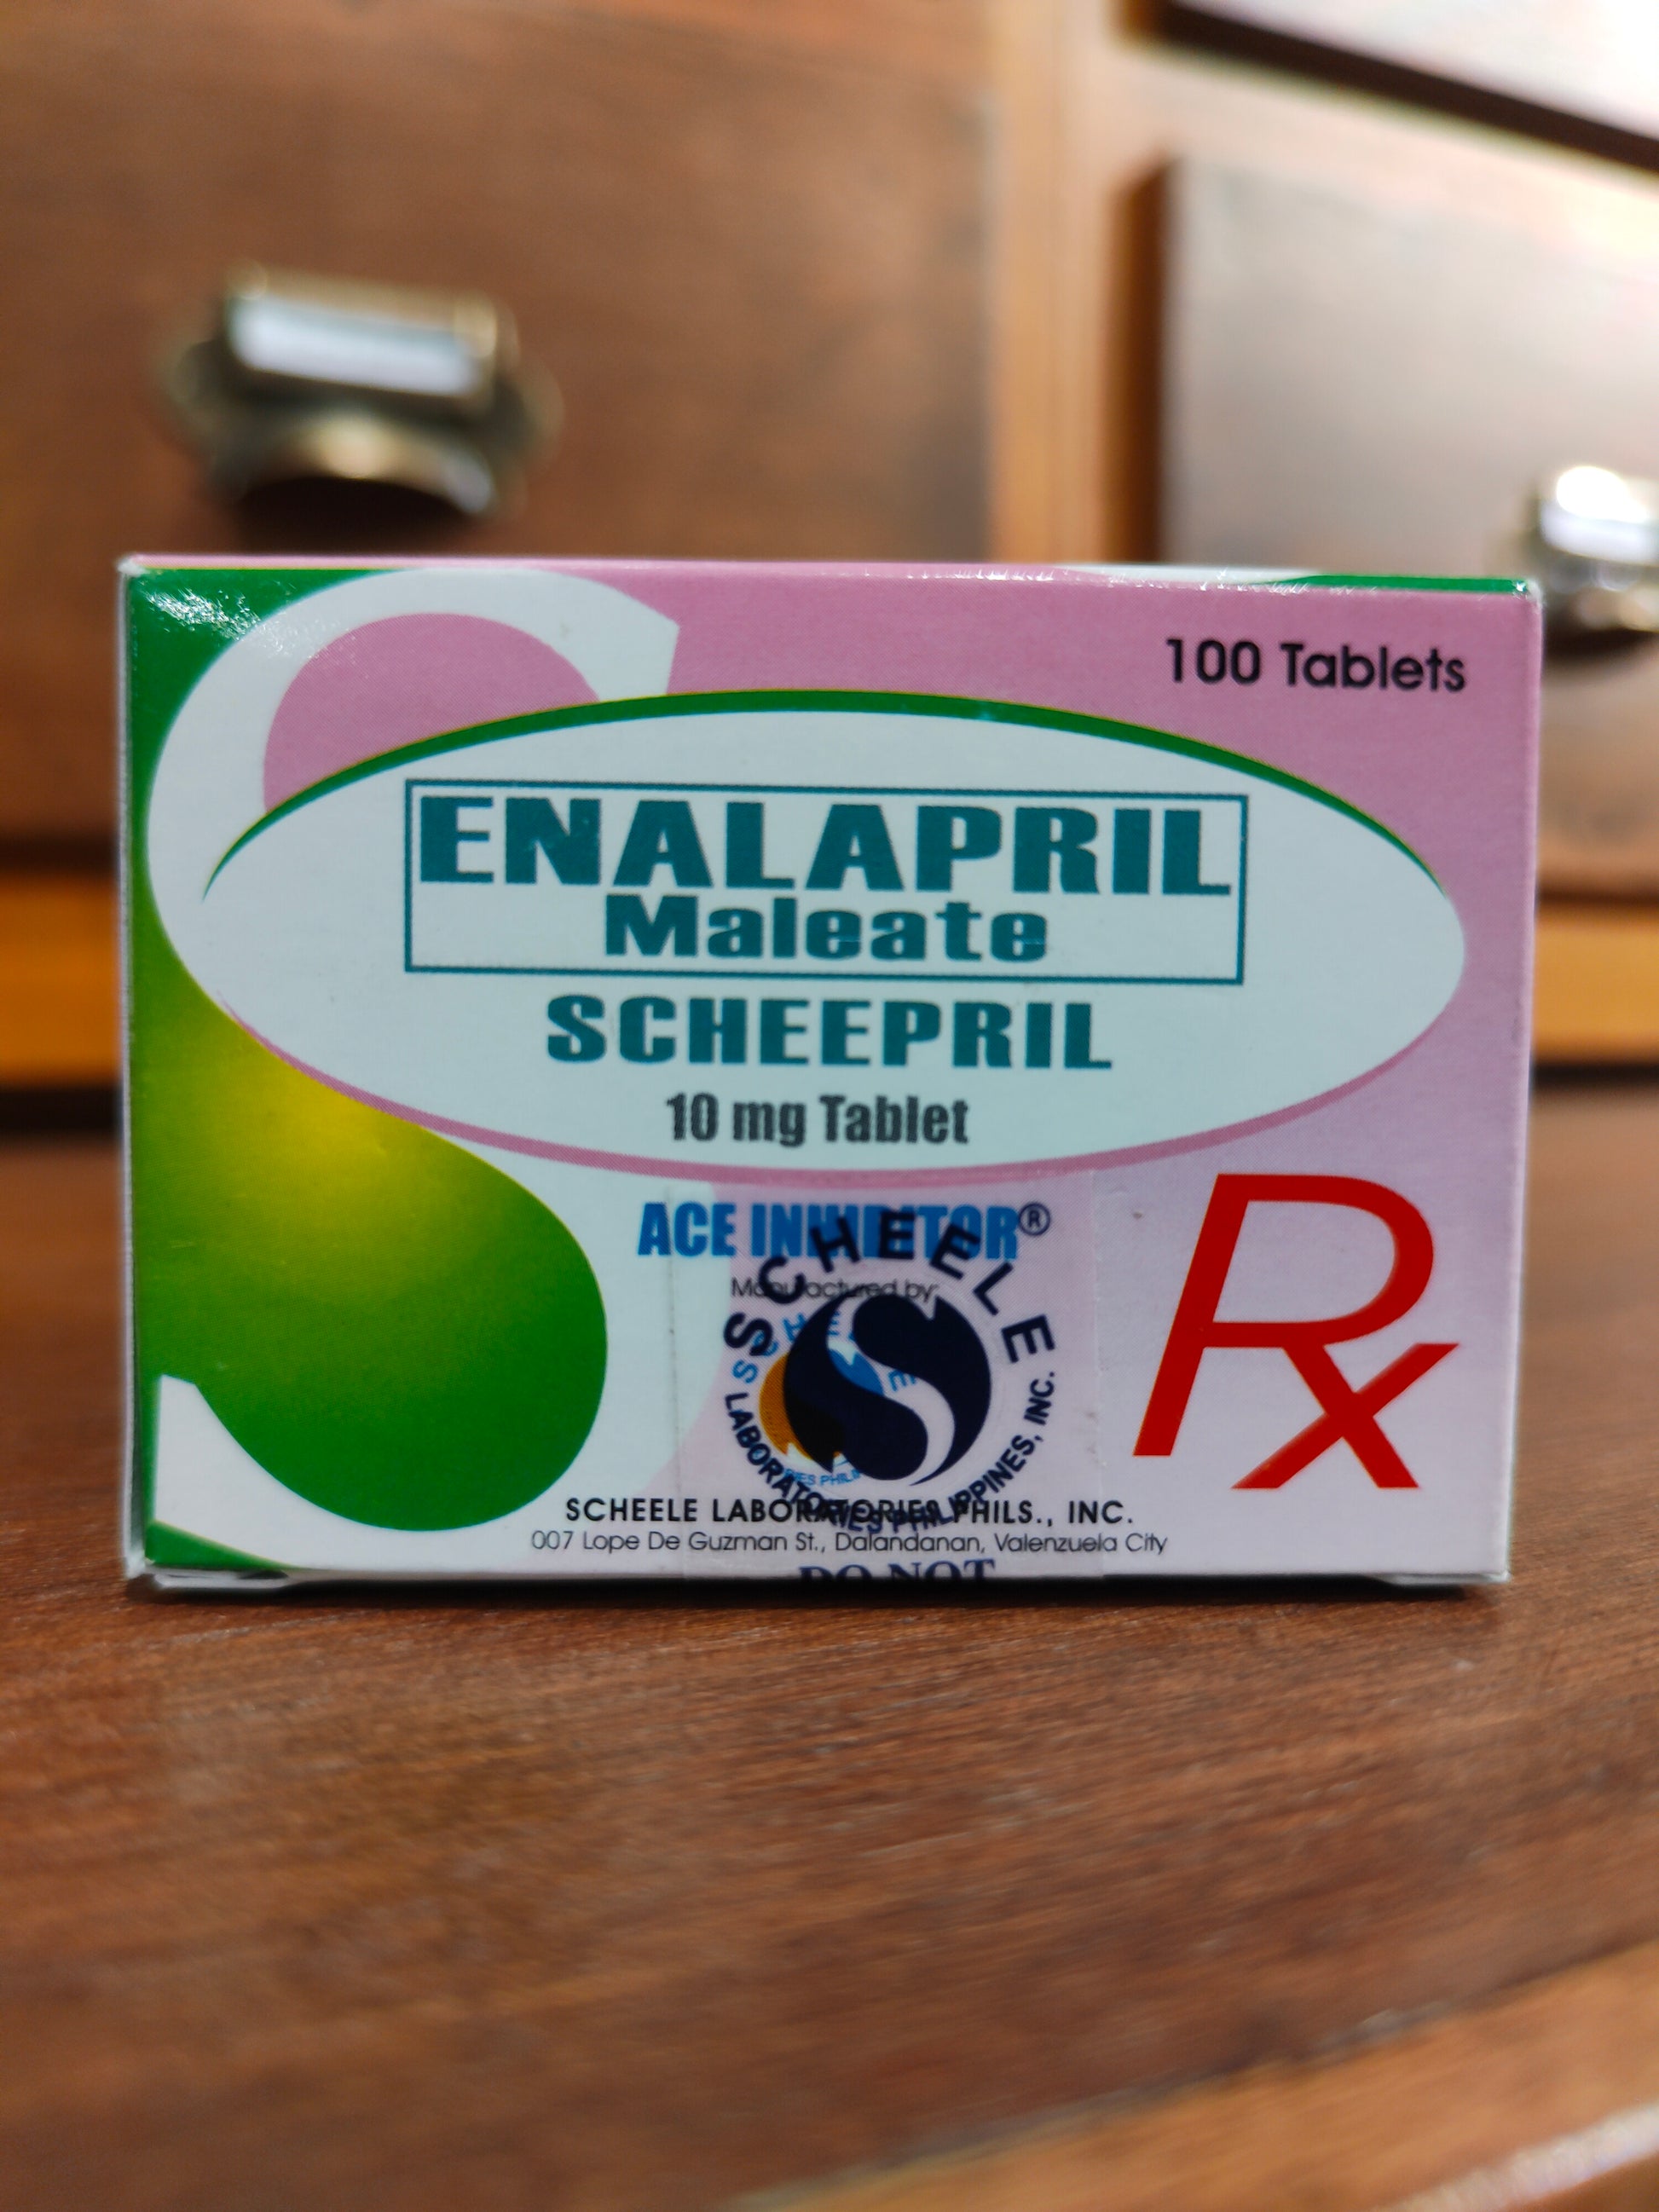 100 Tablets
ENALAPRIL
Maleate
SCHEEPRIL
10 mg Tablet
ACE INHIBITOR®
Manufactured by:
SCHEELE
LABORATORIES PHILIPPINES, INC.
Rx
SCHEELE LABORATORIES PHILS., INC.
007 Lope De Guzman St., Dalandanan, Valenzuela City
DO NOT